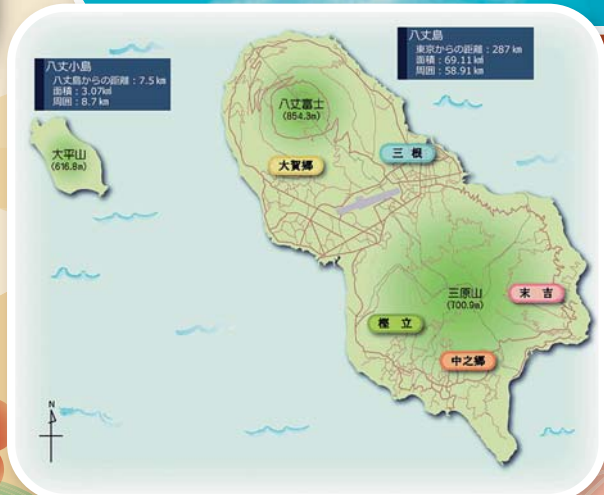 八丈小島
八丈島からの距離：7.5 km
面積：3.07㎢
周囲：8.7 km
八丈島
東京からの距離：287 km
面積：69.11㎢
周囲：58.91 km
八丈富士
(854.3m)
大平山
(616.8m)
大賀郷
三根
三原山
(700.9m)
末吉
樫立
中之郷
N